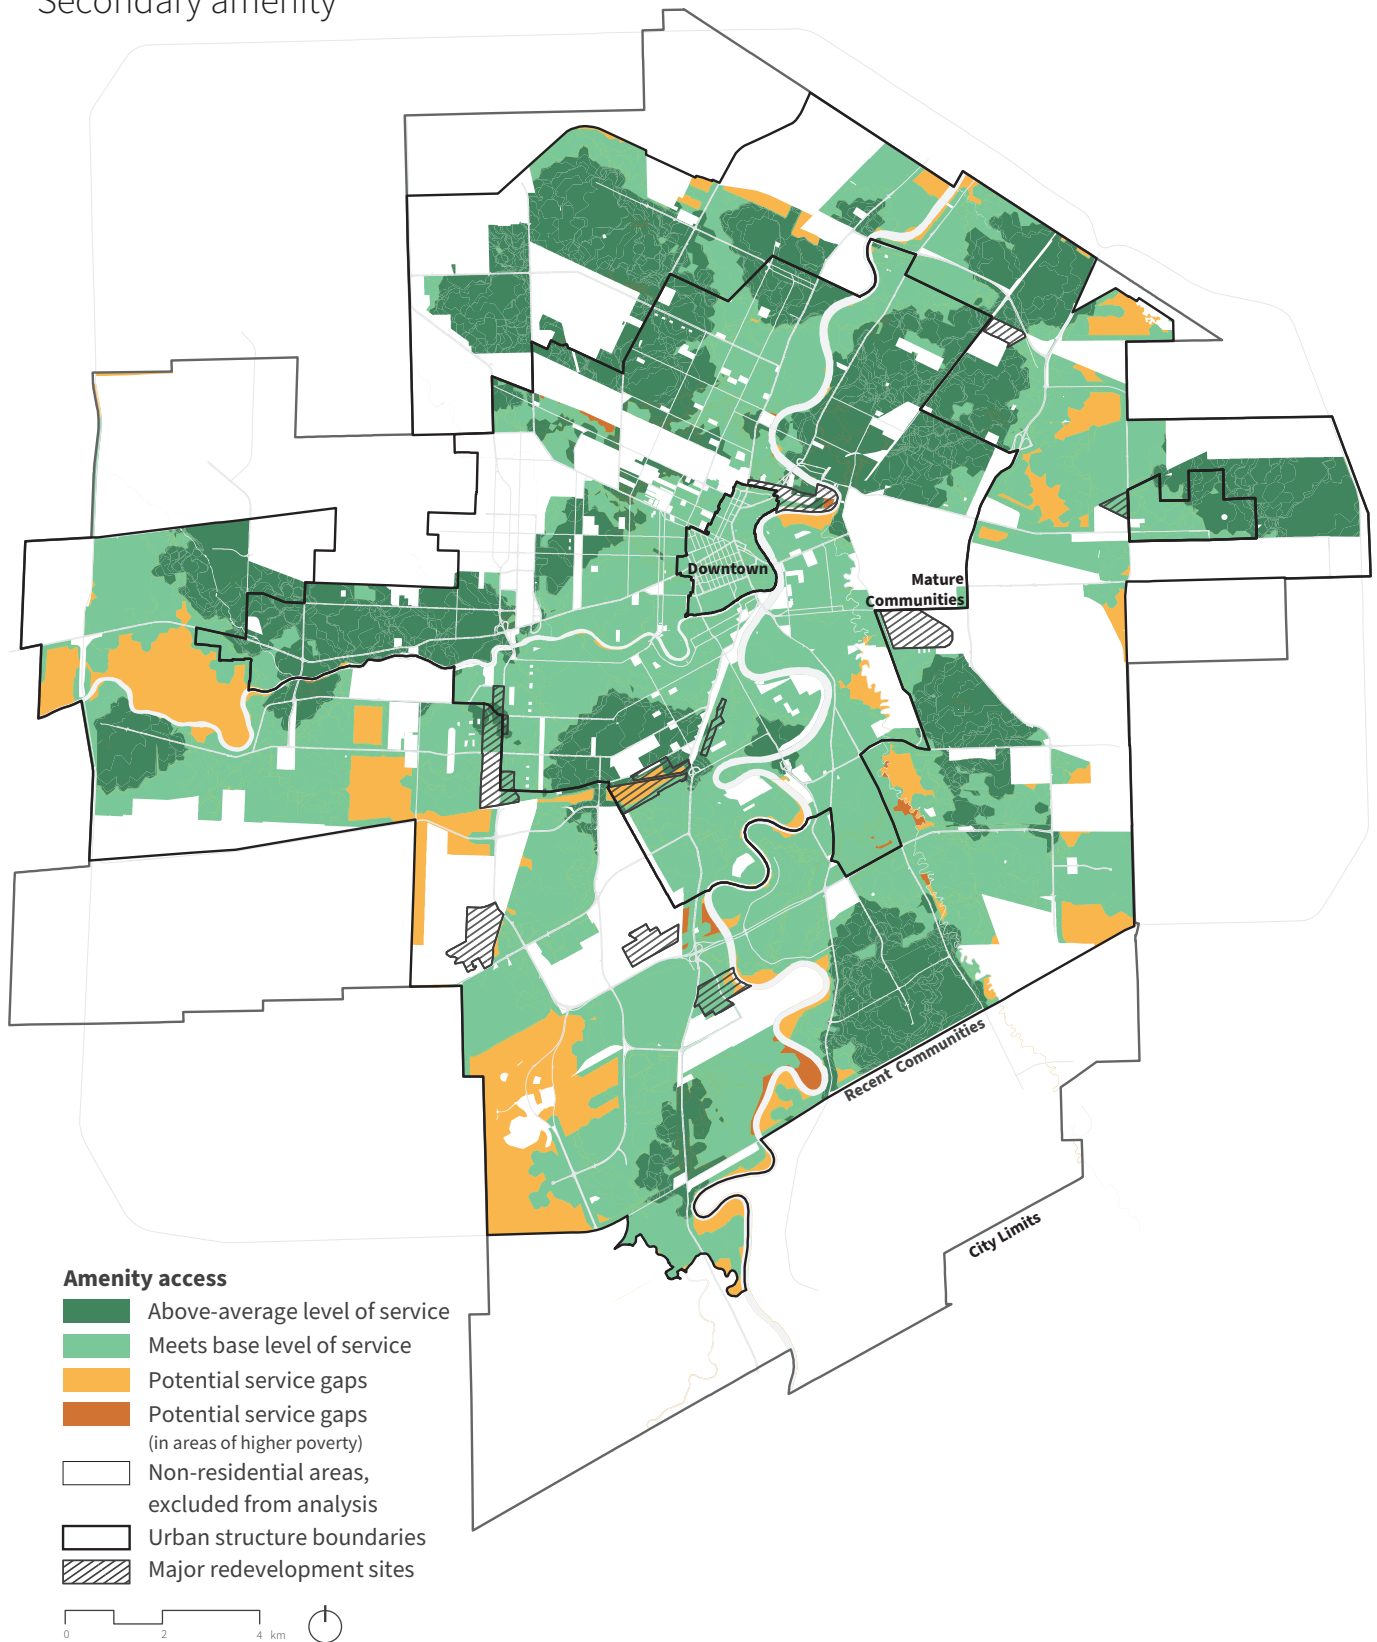 Secondary amenity
Downtown
Mature
Communities
Recent Communities
City Limits
Amenity access
Above-average level of service
Meets base level of service
Potential service gaps
Potential service gaps
(in areas of higher poverty)
Non-residential areas,
excluded from analysis
Urban structure boundaries
Major redevelopment sites
0 2 4 km